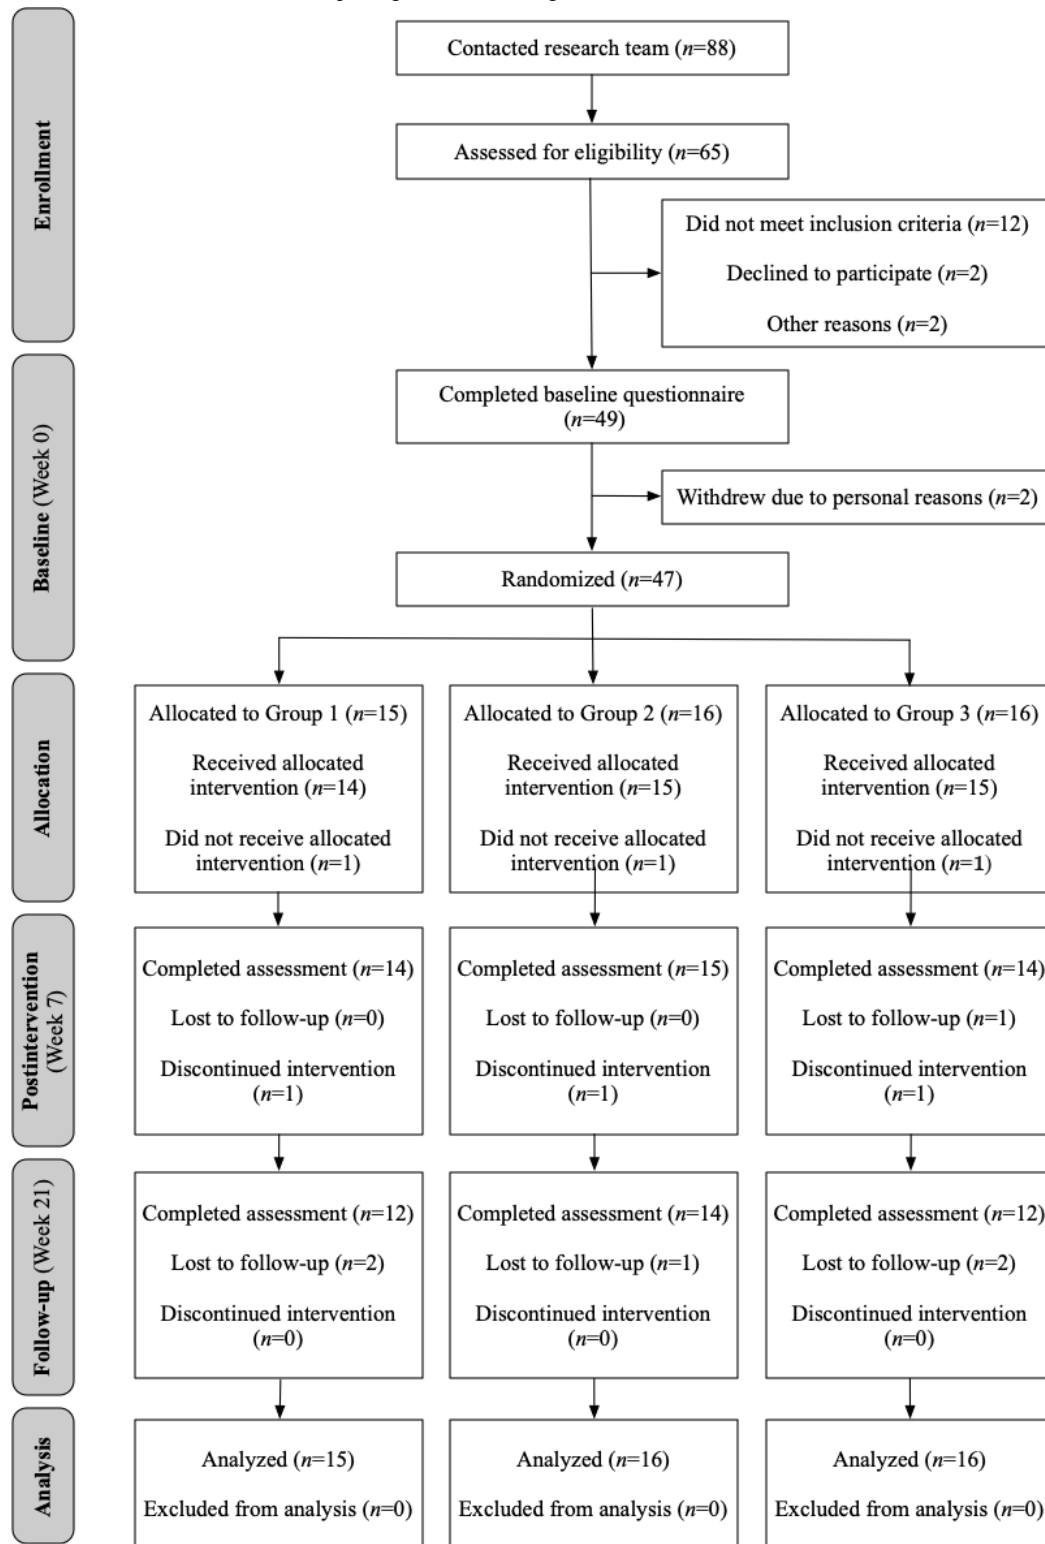 Contacted research team (n=88)
Assessed for eligibility (n=65)
Did not meet inclusion criteria (n=12)
Declined to participate (n=2)
Other reasons (n=2)
Enrollment
Completed baseline questionnaire
(n=49)
Withdrew due to personal reasons (n=2)
Randomized (n=47)
Baseline (Week 0)
Allocated to Group 1 (n=15)
Received allocated
intervention (n=14)
Did not receive allocated
intervention (n=1)
Allocated to Group 2 (n=16)
Received allocated
intervention (n=15)
Did not receive allocated
intervention (n=1)
Allocated to Group 3 (n=16)
Received allocated
intervention (n=15)
Did not receive allocated
intervention (n=1)
Allocation
Completed assessment (n=14)
Lost to follow-up (n=0)
Discontinued intervention
(n=1)
Completed assessment (n=15)
Lost to follow-up (n=0)
Discontinued intervention
(n=1)
Completed assessment (n=14)
Lost to follow-up (n=1)
Discontinued intervention
(n=1)
Postintervention
(Week 7)
Completed assessment (n=12)
Lost to follow-up (n=2)
Discontinued intervention
(n=0)
Completed assessment (n=14)
Lost to follow-up (n=1)
Discontinued intervention
(n=0)
Completed assessment (n=12)
Lost to follow-up (n=2)
Discontinued intervention
(n=0)
Follow-up (Week 21)
Analyzed (n=15)
Excluded from analysis (n=0)
Analyzed (n=16)
Excluded from analysis (n=0)
Analyzed (n=16)
Excluded from analysis (n=0)
Analysis